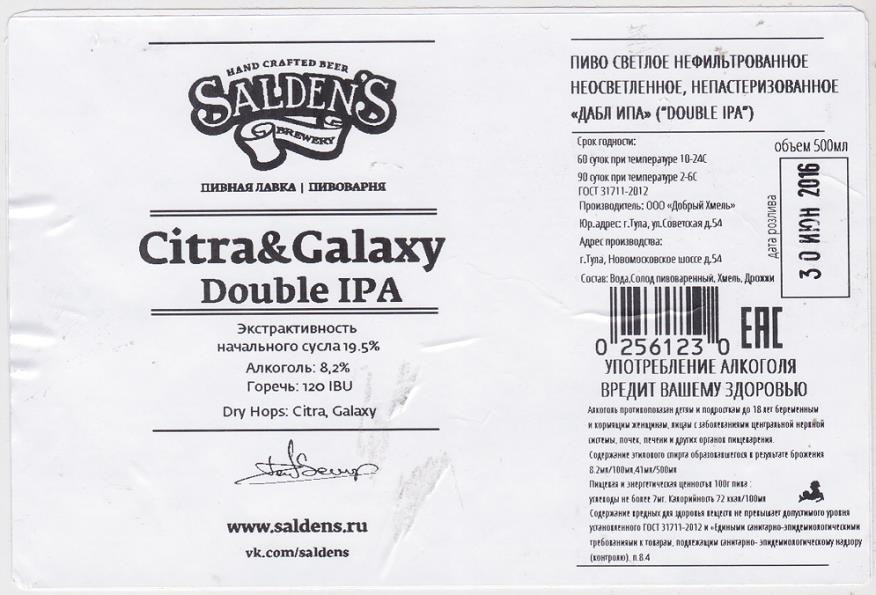 HAND CRAFTED BEER
SALDEN'S
BREWERY
ПИВНАЯ ЛАВКА | ПИВОВАРНЯ
Citra&Galaxy
Double IPA
Экстрактивность
начального сусла 19.5%
Алкоголь: 8,2%
Горечь: 120 IBU
Dry Hops: Citra, Galaxy
www.saldens.ru
vk.com/saldens
ПИВО СВЕТЛОЕ НЕФИЛЬТРОВАННОЕ
НЕОСВЕТЛЕННОЕ, НЕПАСТЕРИЗОВАННОЕ
«ДАБЛ ИПА» ("DOUBLE IPA")
Срок годности:
60 суток при температуре 10-24С
90 суток при температуре 2-6С
ГОСТ 31711-2012
Производитель: ООО «Добрый Хмель»
Юр.адрес: г.Тула, ул.Советская д.54
Адрес производства:
г.Тула, Новомосковское шоссе д.54
Состав: Вода,Солод пивоваренный, Хмель, Дрожжи
объем 500мл
дата розлива
30 ИЮН 2016
0 256123 0
EAC
УПОТРЕБЛЕНИЕ АЛКОГОЛЯ
ВРЕДИТ ВАШЕМУ ЗДОРОВЬЮ
Алкоголь противопоказан детям и подросткам до 18 лет беременным
и кормящим женщинам, лицам с заболеваниями центральной нервной
системы, почек, печени и других органов пищеварения.
Содержание этилового спирта образовавшегося в результате брожения
8.2мл/100мл,41мл/500мл
Пищевая и энергетическая ценностьв 100г пива :
углеводы не более 7мг. Калорийность 72 ккал/100мл
Содержание вредных для здоровья веществ не превышает допустимого уровня
установленного ГОСТ 31711-2012 и «Едиными санитарно-эпидемиологическими
требованиями к товарам, подлежащим санитарно- эпидемиологическому надзору
(контролю), п.8.4